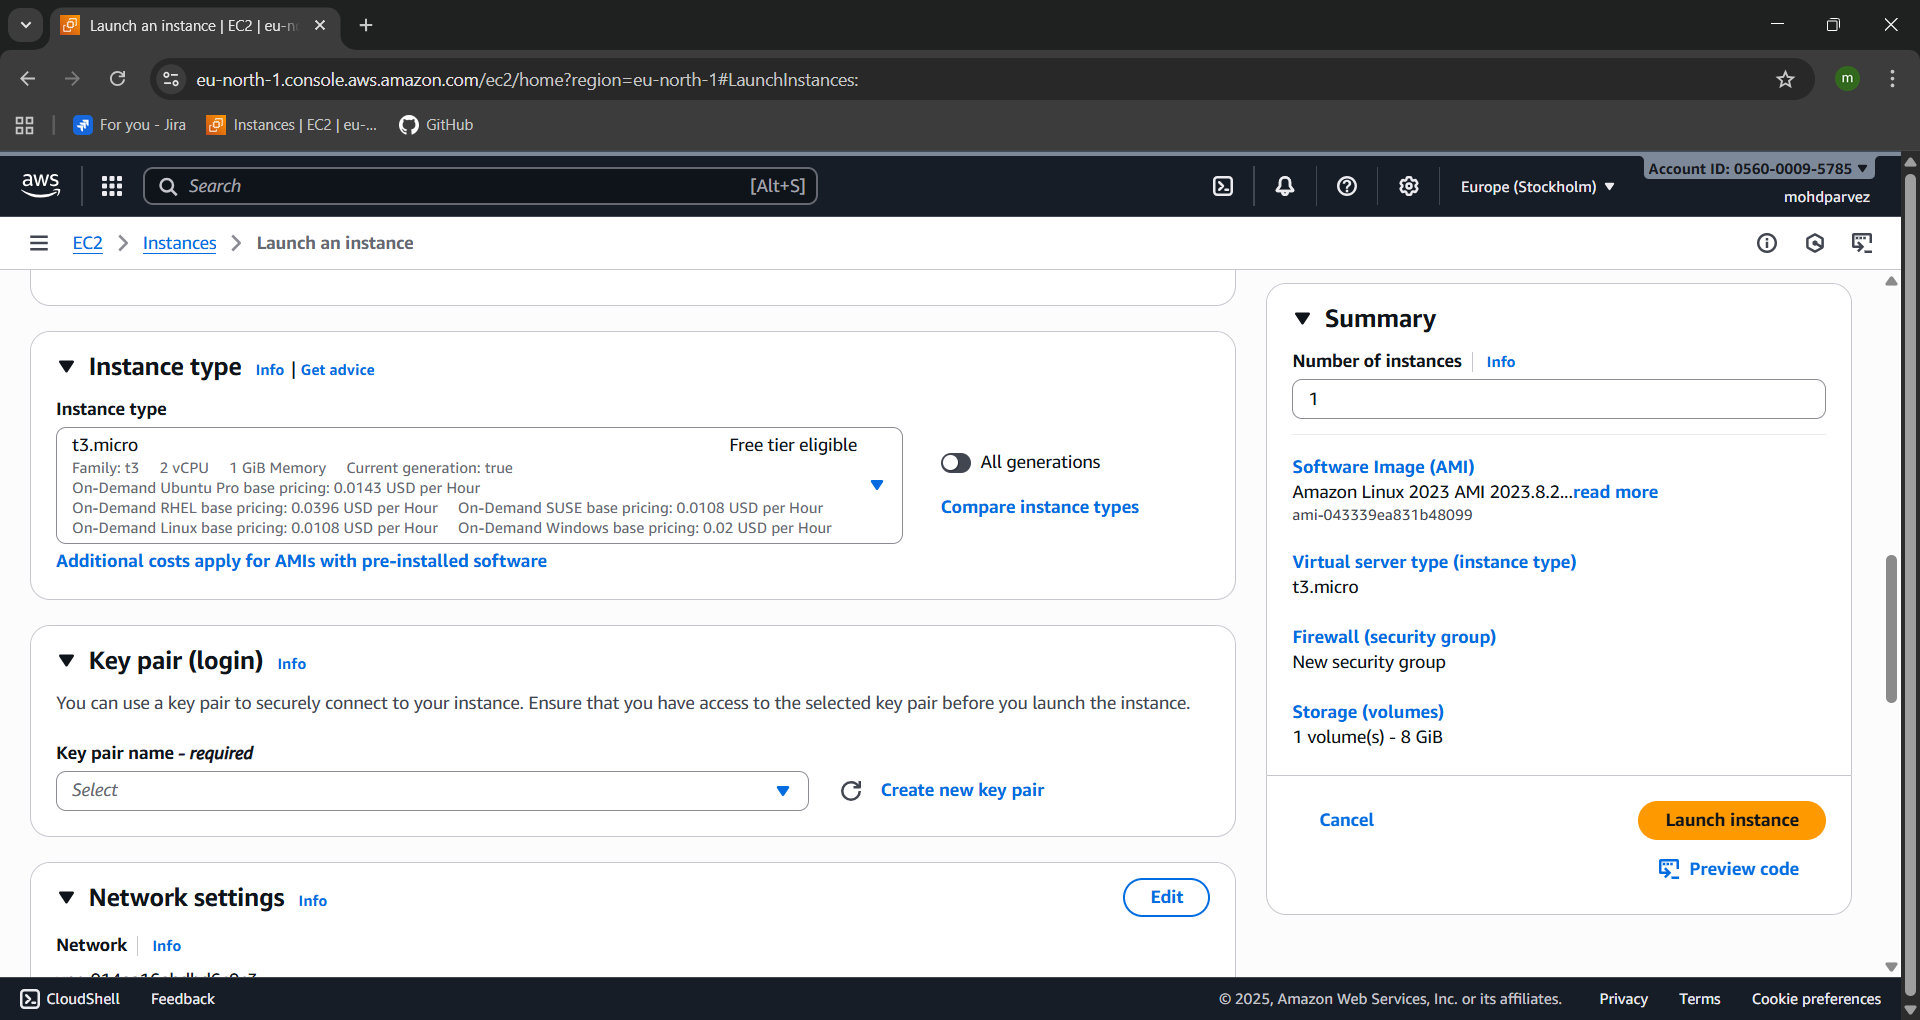 Launch an instance | EC2 | eu-n
eu-north-1.console.aws.amazon.com/ec2/home?region=eu-north-1#LaunchInstances:
m
For you - Jira
Instances | EC2 | eu-...
GitHub
aws
Search
[Alt+S]
Europe (Stockholm)
Account ID: 0560-0009-5785
mohdparvez
EC2
Instances
Launch an instance
Instance type
Info | Get advice
Instance type
t3.micro
Free tier eligible
Family: t3 2 vCPU 1 GiB Memory Current generation: true
On-Demand Ubuntu Pro base pricing: 0.0143 USD per Hour
On-Demand RHEL base pricing: 0.0396 USD per Hour On-Demand SUSE base pricing: 0.0108 USD per Hour
On-Demand Linux base pricing: 0.0108 USD per Hour On-Demand Windows base pricing: 0.02 USD per Hour
All generations
Compare instance types
Additional costs apply for AMIs with pre-installed software
Key pair (login) Info
You can use a key pair to securely connect to your instance. Ensure that you have access to the selected key pair before you launch the instance.
Key pair name - required
Select
Create new key pair
Network settings Info
Edit
Network Info
Summary
Number of instances Info
1
Software Image (AMI)
Amazon Linux 2023 AMI 2023.8.2...read more
ami-043339ea831b48099
Virtual server type (instance type)
t3.micro
Firewall (security group)
New security group
Storage (volumes)
1 volume(s) - 8 GiB
Cancel
Launch instance
Preview code
CloudShell
Feedback
© 2025, Amazon Web Services, Inc. or its affiliates.
Privacy
Terms
Cookie preferences